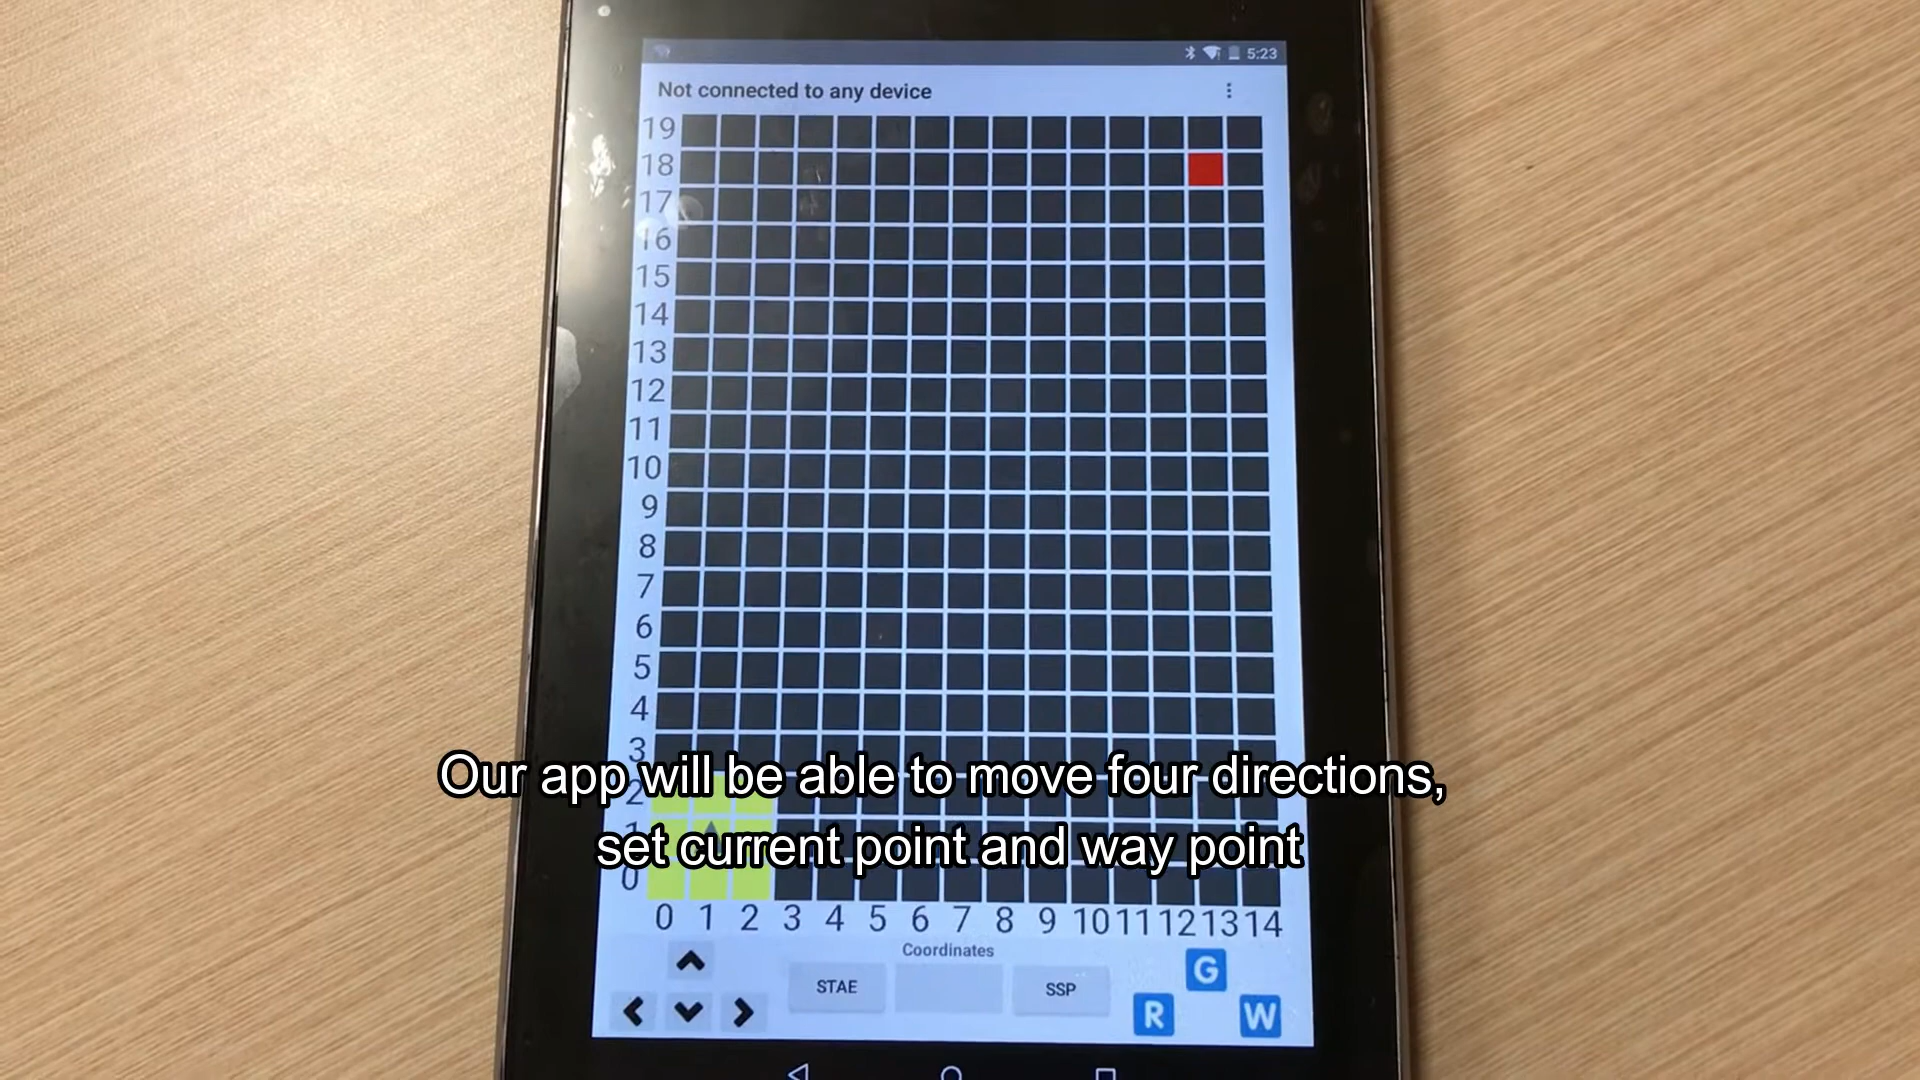 5:23
Not connected to any device
19
18
17
16
15
14
13
12
11
10
9
8
7
6
5
4
3
Our app will be able to move four directions,
2
1
set current point and way point
0
0 1 2 3 4 5 6 7 8 9 10 11 12 13 14
Coordinates
STAE
SSP
G
R
W